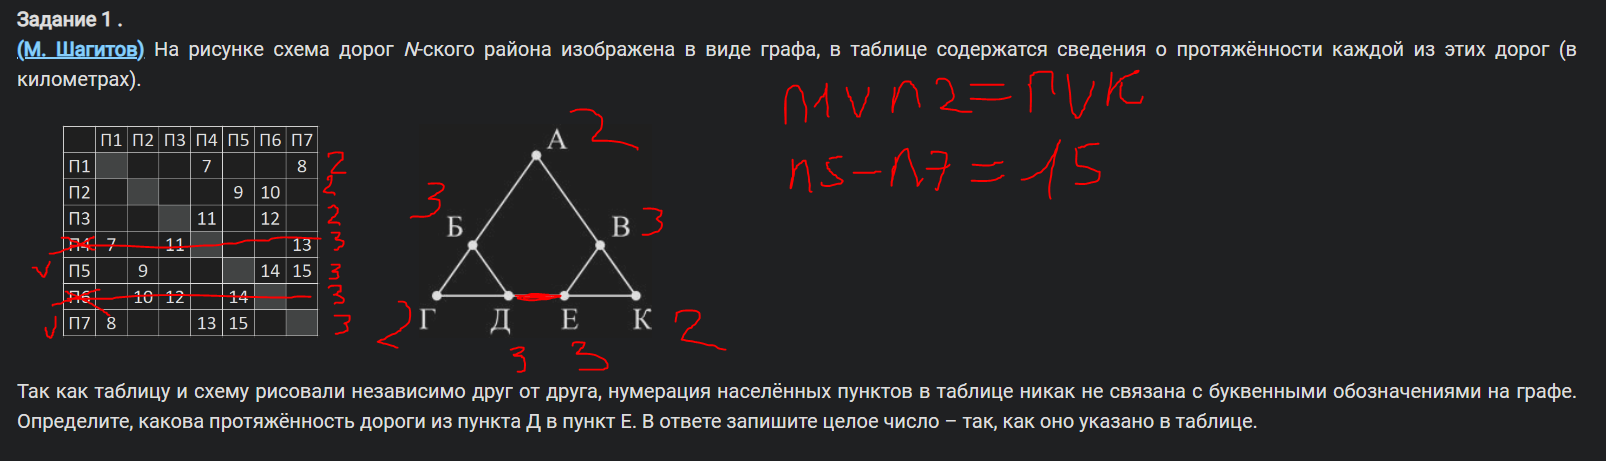 Задание 1 .
(М. Шагитов) На рисунке схема дорог N-ского района изображена в виде графа, в таблице содержатся сведения о протяжённости каждой из этих дорог (в
километрах).
п1 v п2 = Г v К
п5 - п7 = 15
П1 П2 П3 П4 П5 П6 П7
П1 7 8 2
П2 9 10 2
П3 11 12 2
П4 7 11 13 3
v П5 9 14 15 3
П6 10 12 14 3
v П7 8 13 15 3
А 2
3 Б В 3
2 Г Д Е К 2
3 3
Так как таблицу и схему рисовали независимо друг от друга, нумерация населённых пунктов в таблице никак не связана с буквенными обозначениями на графе.
Определите, какова протяжённость дороги из пункта Д в пункт Е. В ответе запишите целое число – так, как оно указано в таблице.